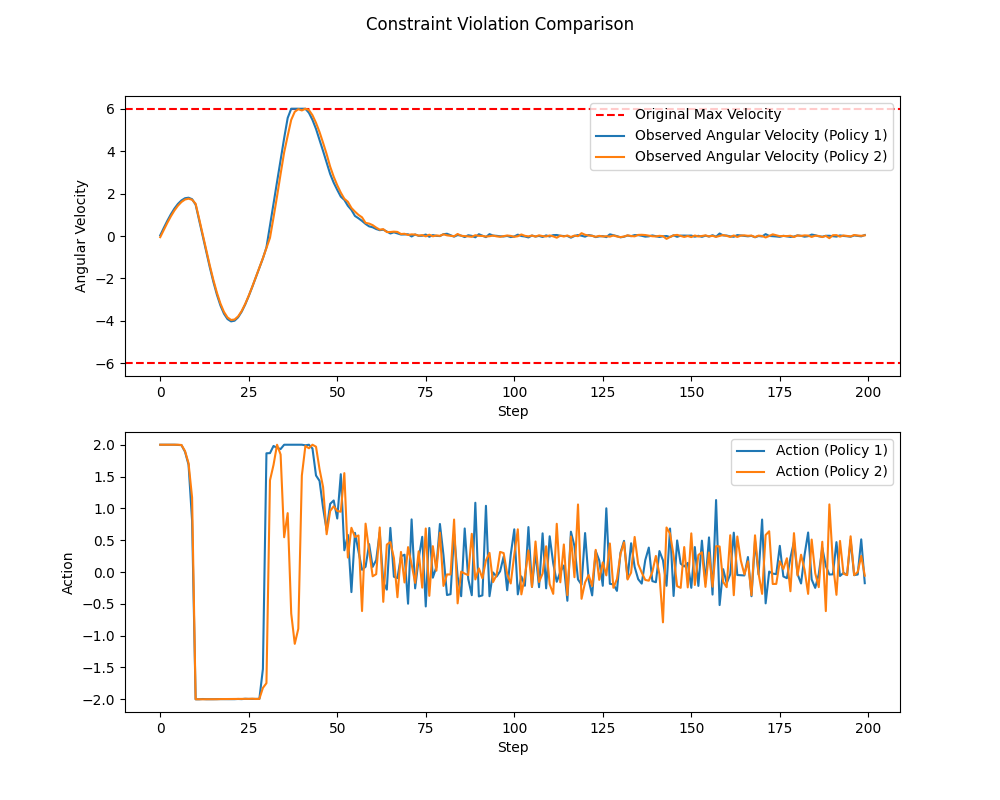 Constraint Violation Comparison
6
4
2
0
−2
−4
−6
Angular Velocity
Original Max Velocity
Observed Angular Velocity (Policy 1)
Observed Angular Velocity (Policy 2)
0 25 50 75 100 125 150 175 200
Step
2.0
1.5
1.0
0.5
0.0
−0.5
−1.0
−1.5
−2.0
Action
Action (Policy 1)
Action (Policy 2)
0 25 50 75 100 125 150 175 200
Step